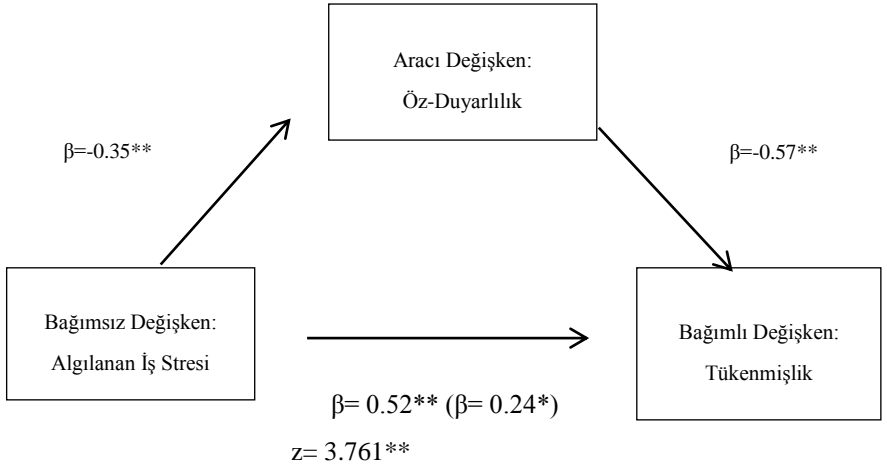 Aracı Değişken:
Öz-Duyarlılık
β=-0.35**
β=-0.57**
Bağımsız Değişken:
Algılanan İş Stresi
Bağımlı Değişken:
Tükenmişlik
β= 0.52** (β= 0.24*)
z= 3.761**